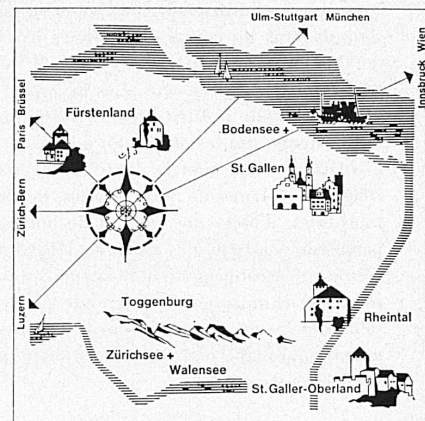 Ulm-Stuttgart München
Innsbruck Wien
Paris Brüssel
Fürstenland
Bodensee +
St.Gallen
Zürich-Bern
Luzern
Toggenburg
Rheintal
Zürichsee +
Walensee
St.Galler-Oberland